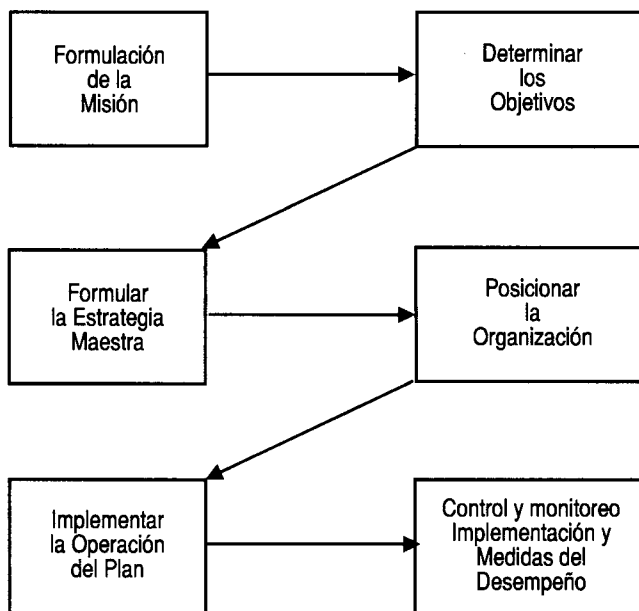 Formulación
de la
Misión
Determinar
los
Objetivos
Formular
la Estrategia
Maestra
Posicionar
la
Organización
Implementar
la Operación
del Plan
Control y monitoreo
Implementación y
Medidas del
Desempeño